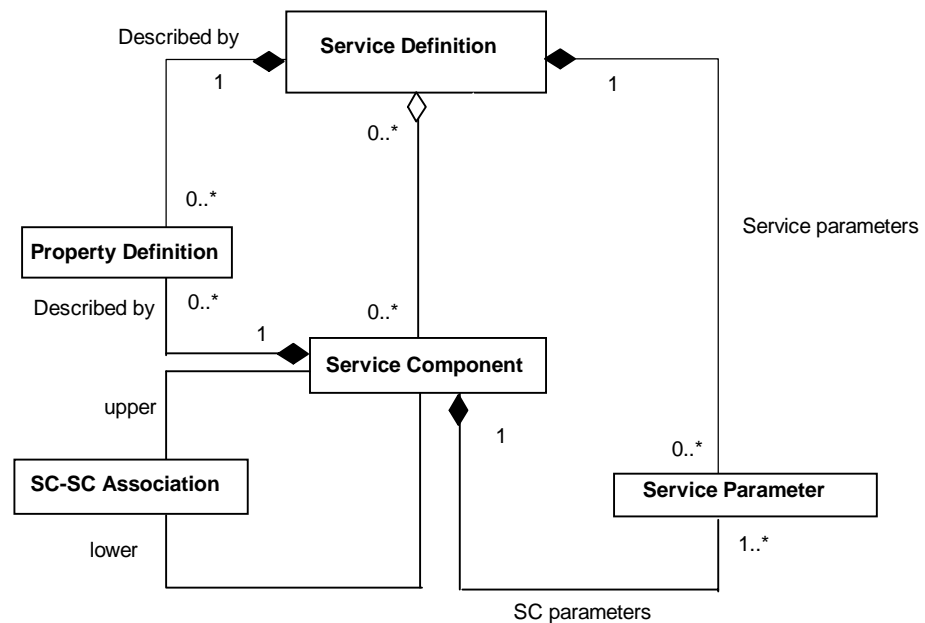 Described by
Service Definition
1
1
0..*
0..*
Property Definition
Service parameters
Described by
0..*
0..*
1
Service Component
upper
1
0..*
SC-SC Association
Service Parameter
lower
1..*
SC parameters